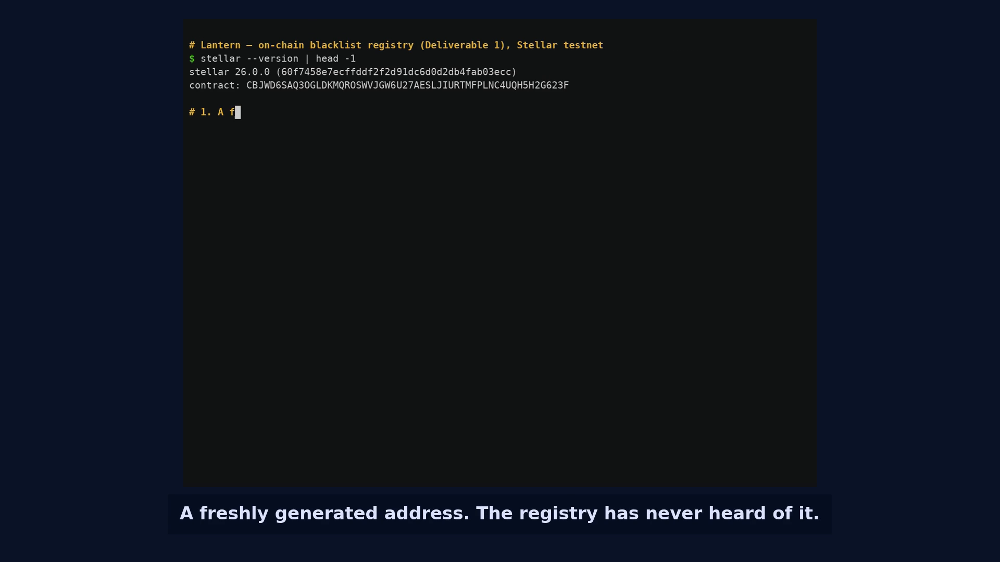 # Lantern — on-chain blacklist registry (Deliverable 1), Stellar testnet
$ stellar --version | head -1
stellar 26.0.0 (60f7458e7ecffddf2f2d91dc6d0d2db4fab03ecc)
contract: CBJWD6SAQ3OGLDKMQROSWVJGW6U27AESLJIURTMFPLNC4UQH5H2G623F
# 1. A f
A freshly generated address. The registry has never heard of it.